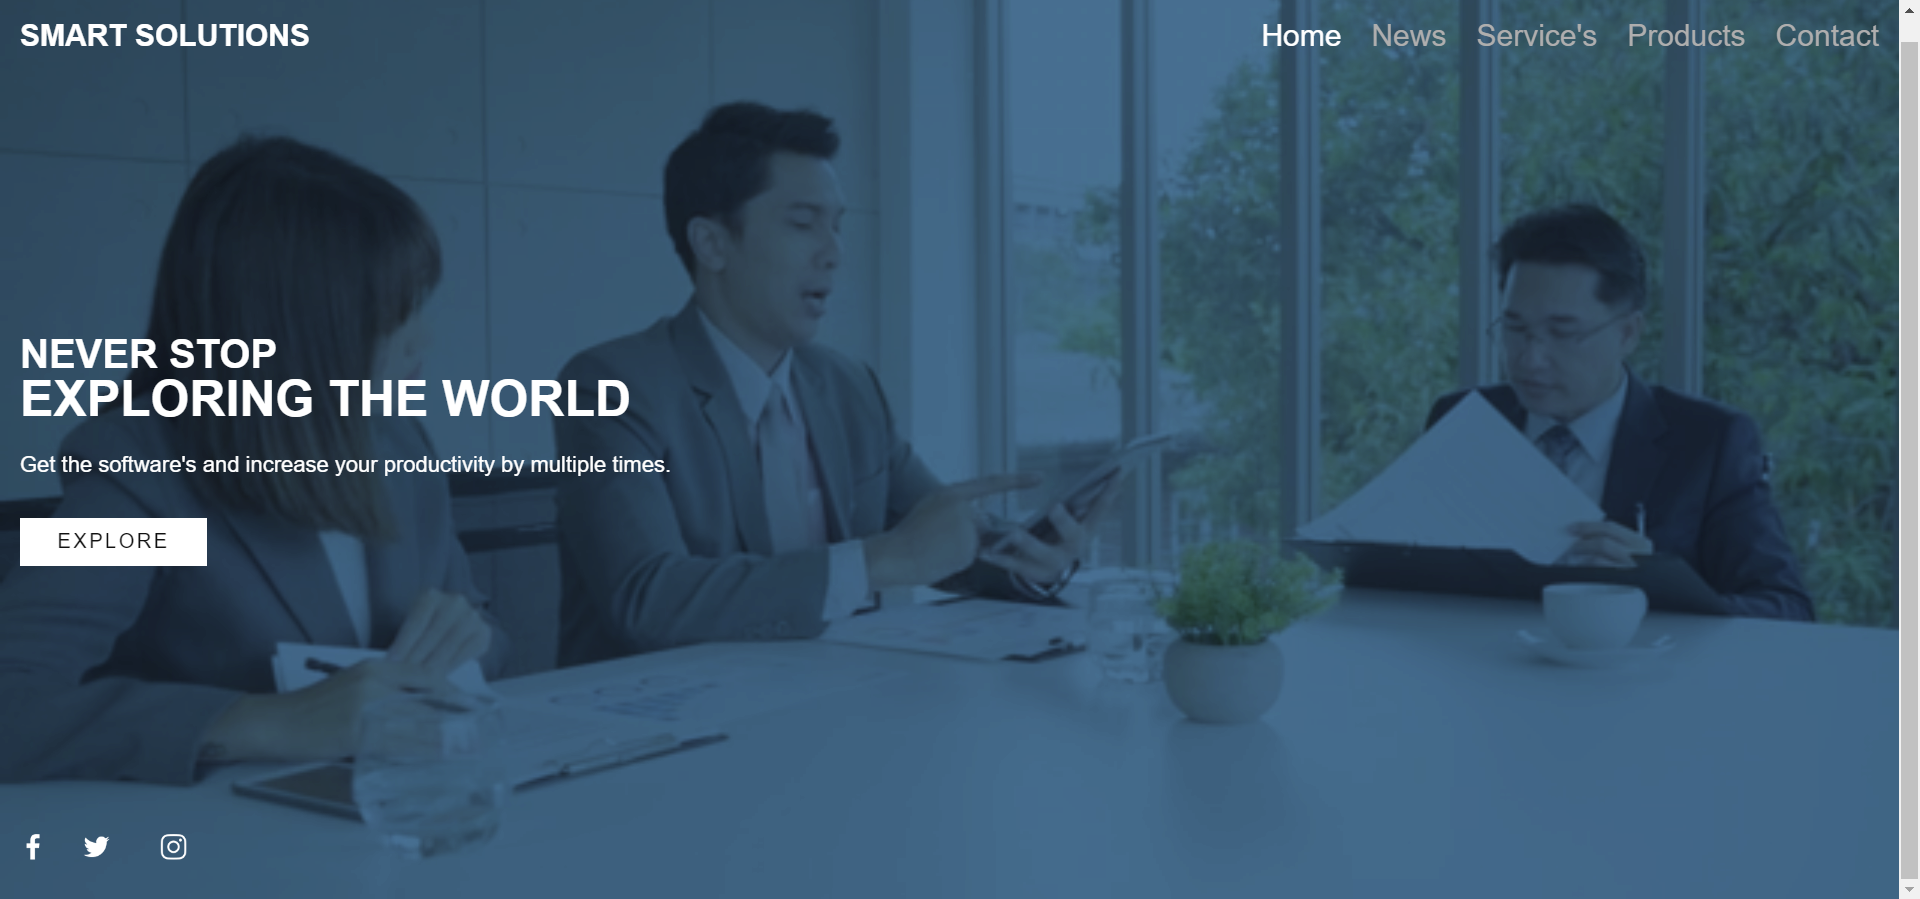 SMART SOLUTIONS
Home News Service's Products Contact
NEVER STOP
EXPLORING THE WORLD
Get the software's and increase your productivity by multiple times.
EXPLORE